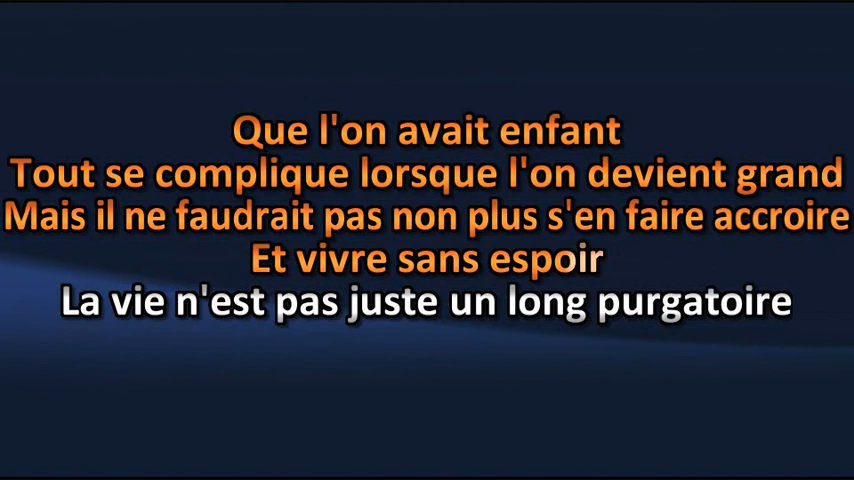 Que l'on avait enfant
Tout se complique lorsque l'on devient grand
Mais il ne faudrait pas non plus s'en faire accroire
Et vivre sans espoir
La vie n'est pas juste un long purgatoire